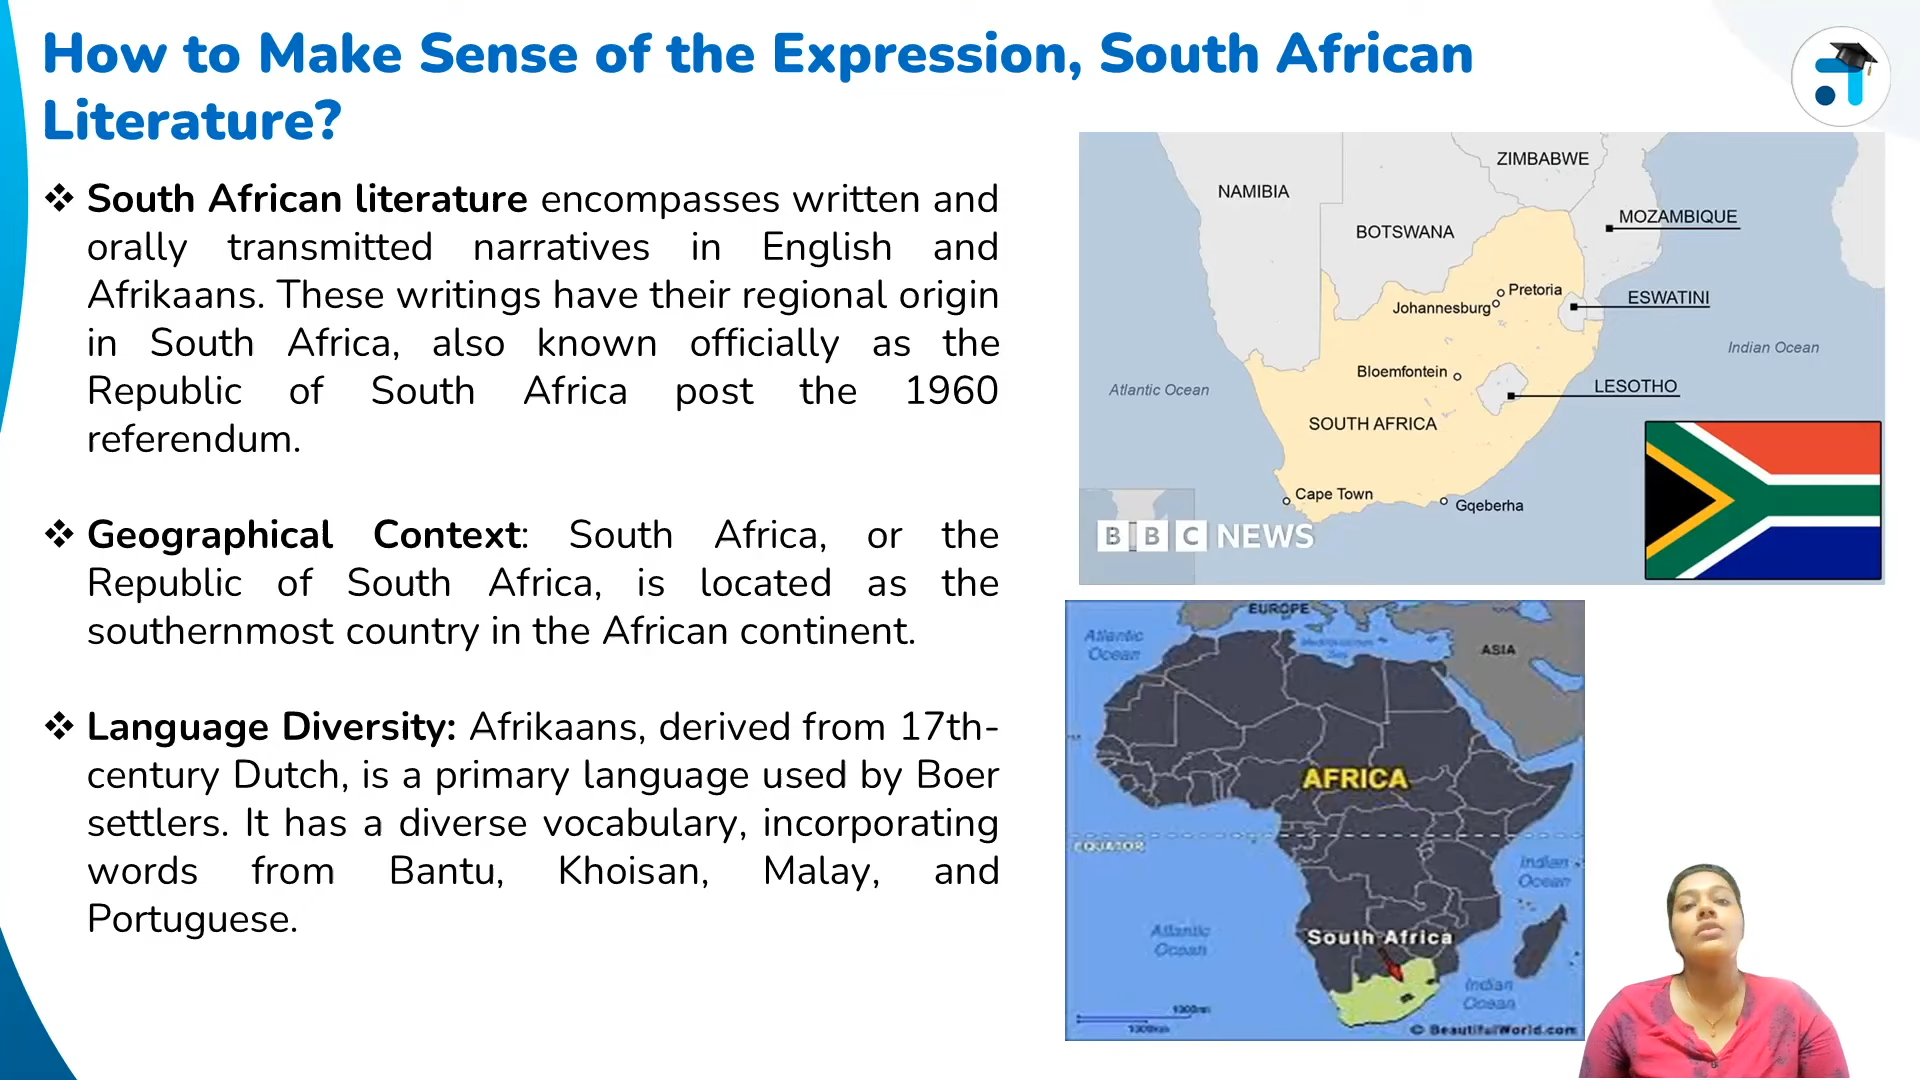 How to Make Sense of the Expression, South African
Literature?
❖ South African literature encompasses written and
orally transmitted narratives in English and
Afrikaans. These writings have their regional origin
in South Africa, also known officially as the
Republic of South Africa post the 1960
referendum.
❖ Geographical Context: South Africa, or the
Republic of South Africa, is located as the
southernmost country in the African continent.
❖ Language Diversity: Afrikaans, derived from 17th-
century Dutch, is a primary language used by Boer
settlers. It has a diverse vocabulary, incorporating
words from Bantu, Khoisan, Malay, and
Portuguese.
ZIMBABWE
NAMIBIA
MOZAMBIQUE
BOTSWANA
Pretoria
ESWATINI
Johannesburg
Indian Ocean
Bloemfontein
LESOTHO
Atlantic Ocean
SOUTH AFRICA
Cape Town
Gqeberha
BBC NEWS
EUROPE
Atlantic
Ocean
Mediterranean
Sea
ASIA
AFRICA
EQUATOR
Indian
Ocean
Atlantic
Ocean
South Africa
Indian
Ocean
© BeautifulWorld.com